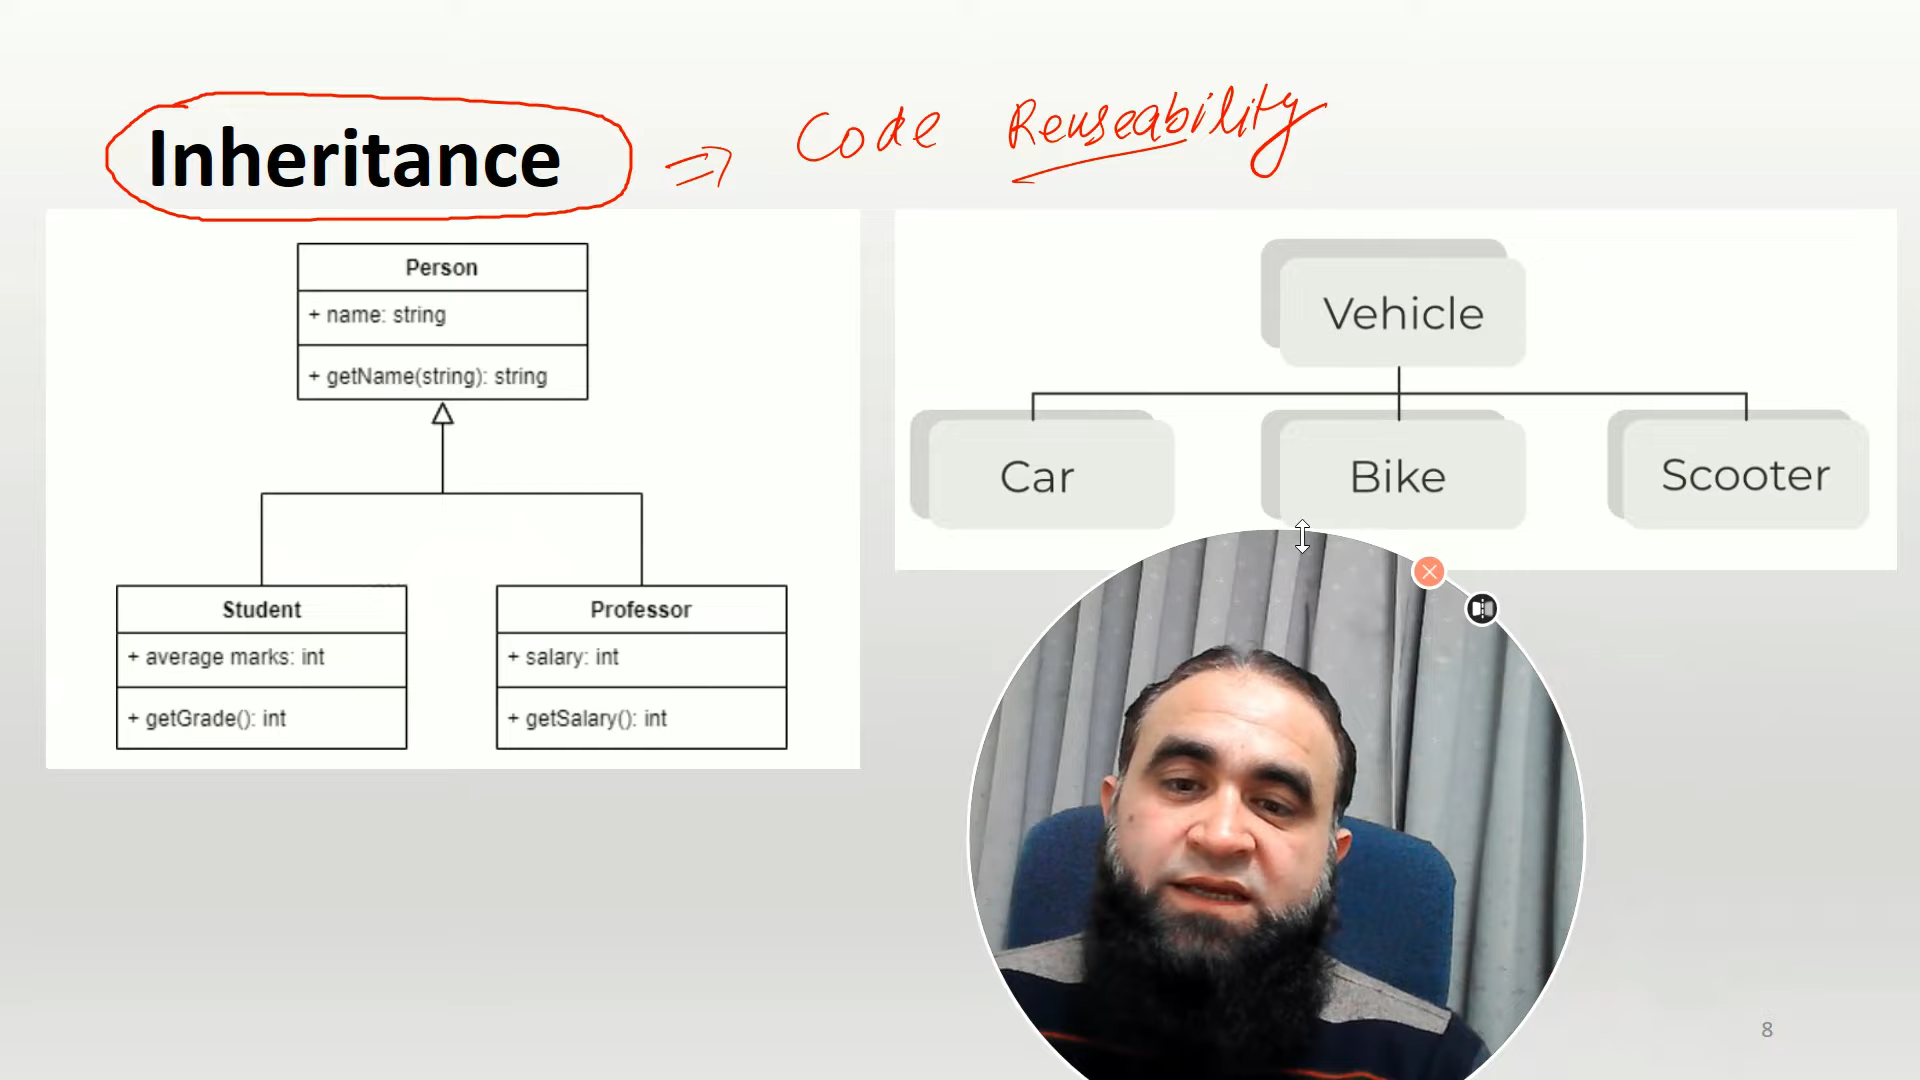 Inheritance => Code Reuseability
Person
+ name: string
+ getName(string): string
Student
+ average marks: int
+ getGrade(): int
Professor
+ salary: int
+ getSalary(): int
Vehicle
Car
Bike
Scooter
8